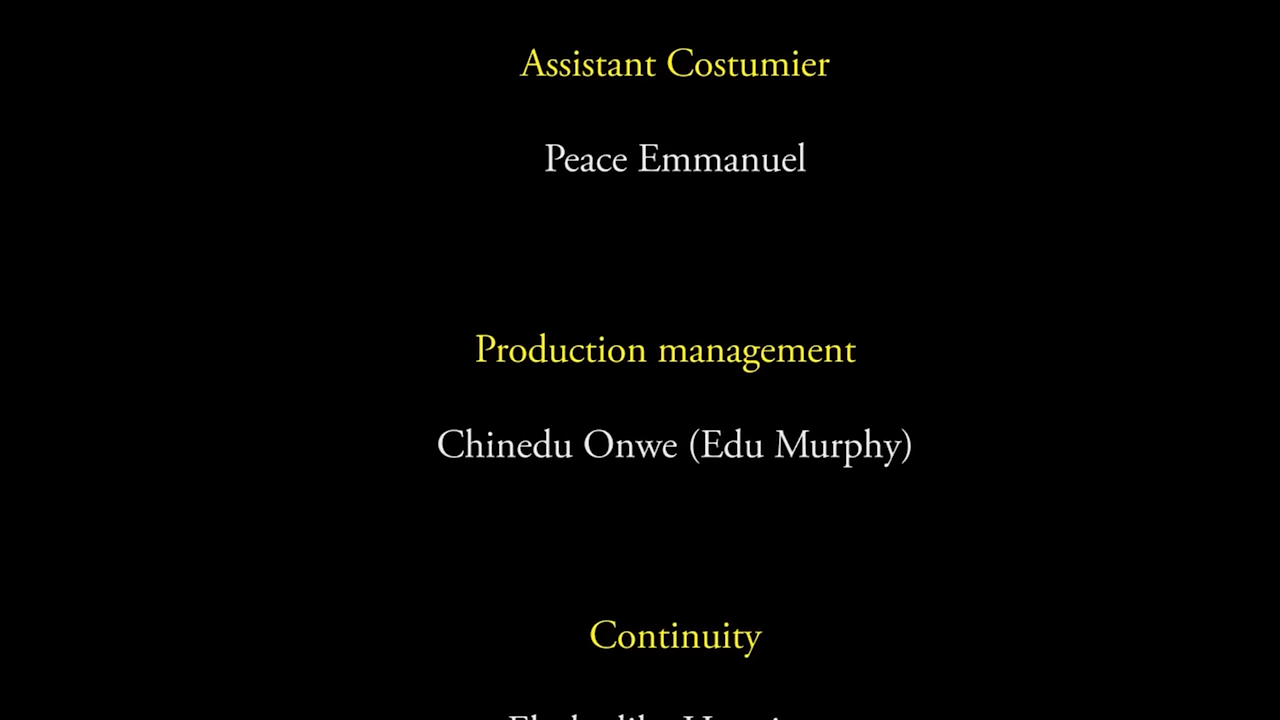 Assistant Costumier
Peace Emmanuel
Production management
Chinedu Onwe (Edu Murphy)
Continuity